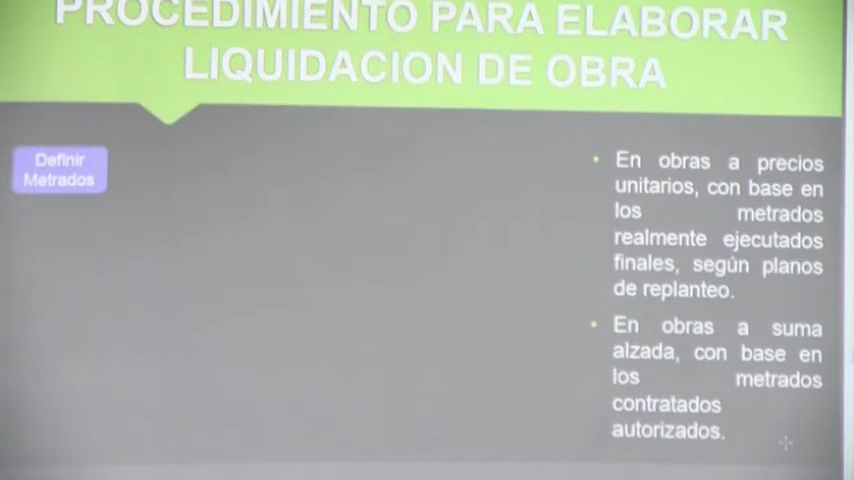 PROCEDIMIENTO PARA ELABORAR
LIQUIDACION DE OBRA
Definir
Metrados
• En obras a precios
unitarios, con base en
los metrados
realmente ejecutados
finales, según planos
de replanteo.
• En obras a suma
alzada, con base en
los metrados
contratados
autorizados.